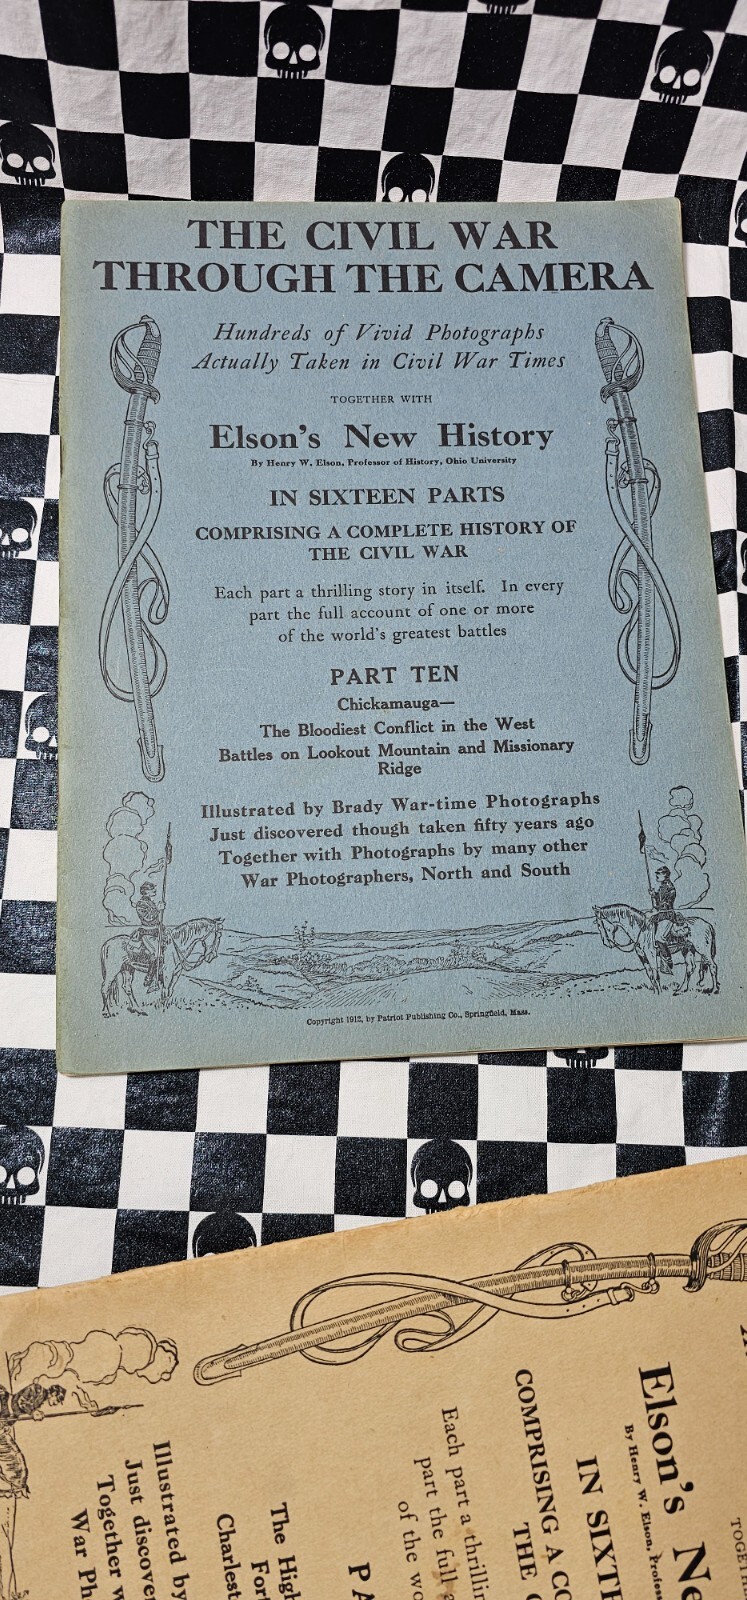 THE CIVIL WAR
THROUGH THE CAMERA
Hundreds of Vivid Photographs
Actually Taken in Civil War Times
TOGETHER WITH
Elson's New History
By Henry W. Elson, Professor of History, Ohio University
IN SIXTEEN PARTS
COMPRISING A COMPLETE HISTORY OF
THE CIVIL WAR
Each part a thrilling story in itself. In every
part the full account of one or more
of the world's greatest battles
PART TEN
Chickamauga—
The Bloodiest Conflict in the West
Battles on Lookout Mountain and Missionary
Ridge
Illustrated by Brady War-time Photographs
Just discovered though taken fifty years ago
Together with Photographs by many other
War Photographers, North and South
Copyright 1912, by Patriot Publishing Co., Springfield, Mass.
Elson's Ne
By Henry W. Elson, Profes
IN SIXT
COMPRISING A CO
THE
Each part a thrillin
part the full
of the wo
PA
The High
For
Charlest
Illustrated by
Just discove
Together w
War Ph